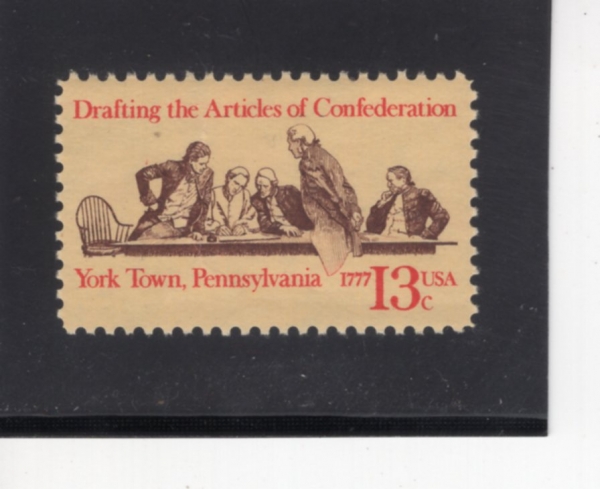 Drafting the Articles of Confederation
York Town, Pennsylvania 1777 13c USA